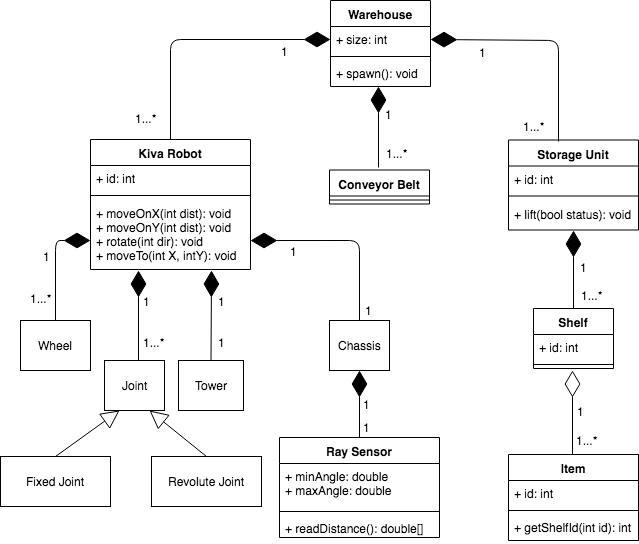 Warehouse
+ size: int
+ spawn(): void
1
1
1
1...*
1...*
1...*
Kiva Robot
+ id: int
+ moveOnX(int dist): void
+ moveOnY(int dist): void
+ rotate(int dir): void
+ moveTo(int X, intY): void
Conveyor Belt
Storage Unit
+ id: int
+ lift(bool status): void
1
1
1
1
1
1...*
1...*
1
1
1...*
Wheel
Joint
Tower
Chassis
Shelf
+ id: int
1
1
1
1...*
Fixed Joint
Revolute Joint
Ray Sensor
+ minAngle: double
+ maxAngle: double
+ readDistance(): double[]
Item
+ id: int
+ getShelfId(int id): int